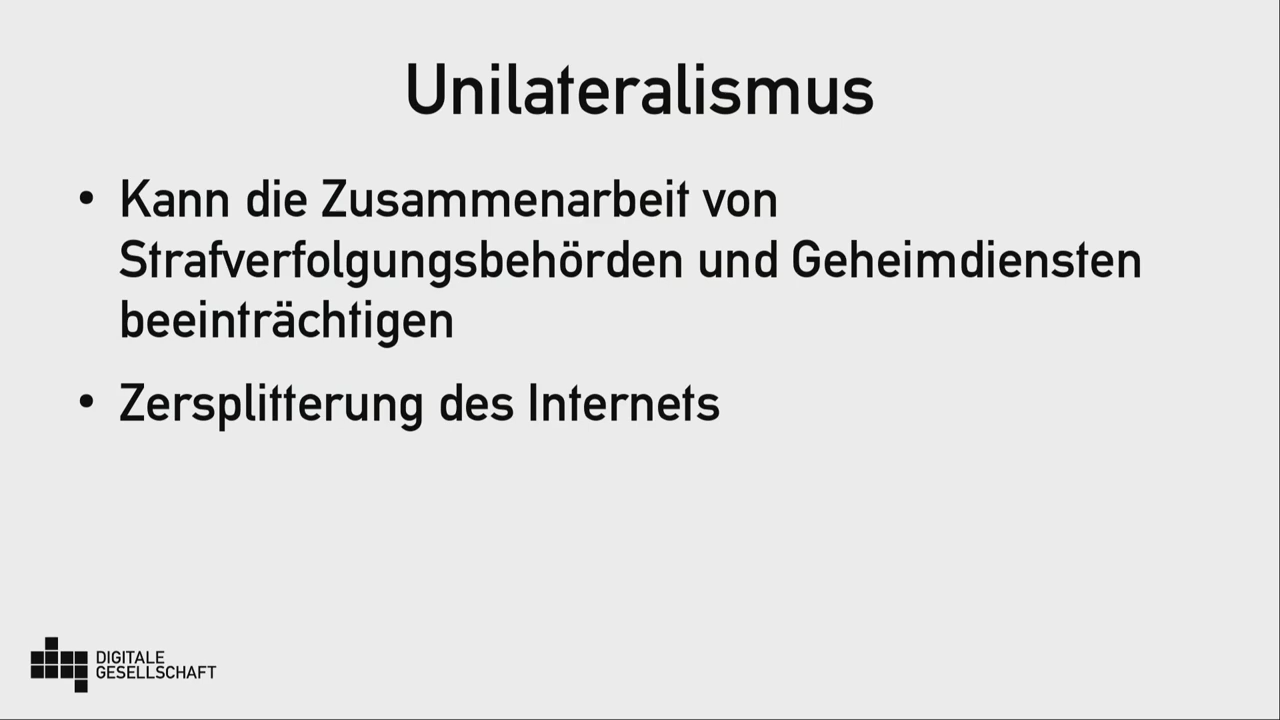 Unilateralismus
• Kann die Zusammenarbeit von
Strafverfolgungsbehörden und Geheimdiensten
beeinträchtigen
• Zersplitterung des Internets
DIGITALE
GESELLSCHAFT